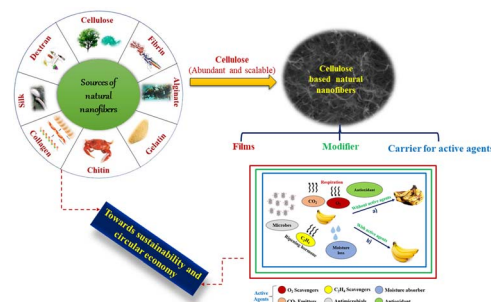 Cellulose
Fibrin
Alginate
Gelatin
Chitin
Collagen
Silk
Dextran
Sources of
natural
nanofibers
Cellulose
(Abundant and scalable)
Cellulose
based natural
nanofibers
Films
Modifier
Carrier for active agents
Respiration
CO₂
O₂
Antioxidant
Without active agents
a)
Microbes
C₂H₄
Ripening hormone
Moisture
loss
With active agents
b)
Towards sustainability and
circular economy
Active
Agents
O₂ Scavengers
C₂H₄ Scavengers
Moisture absorber
CO₂ Emitters
Antimicrobials
Antioxidant